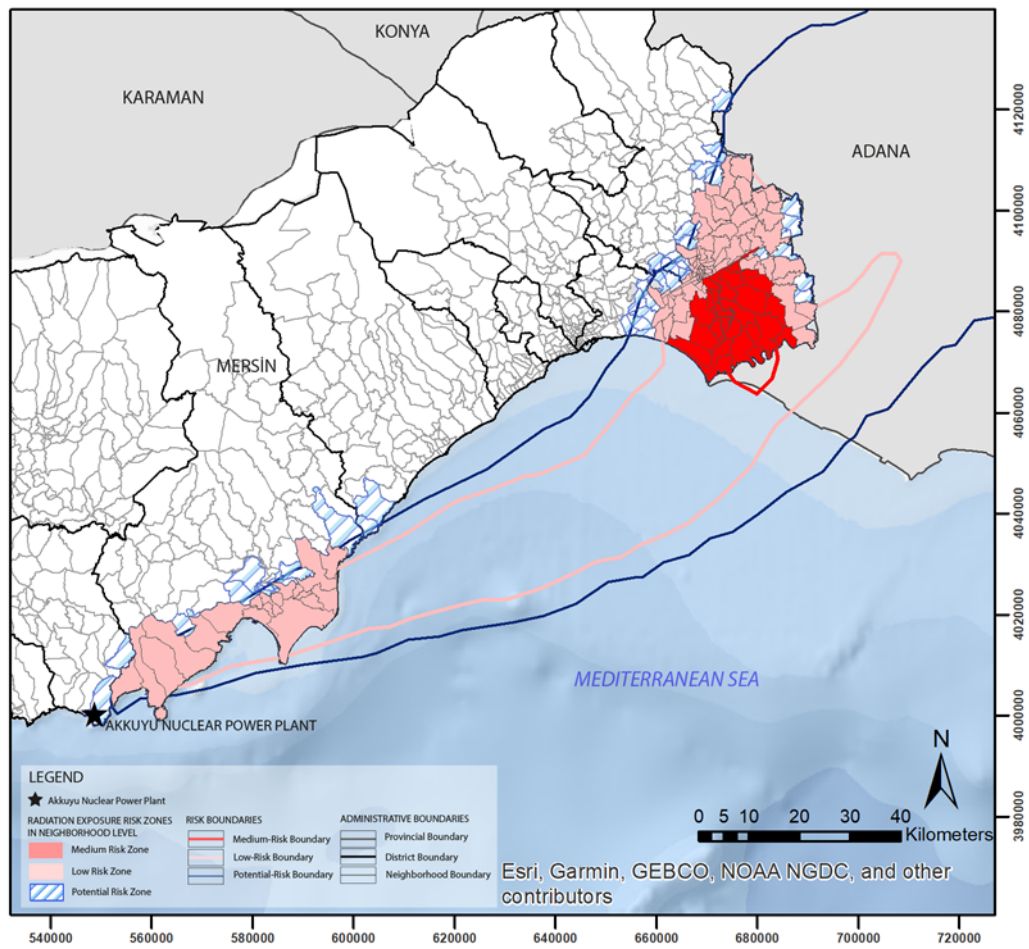 KONYA
KARAMAN
ADANA
MERSİN
MEDITERRANEAN SEA
AKKUYU NUCLEAR POWER PLANT
N
0 5 10 20 30 40
Kilometers
Esri, Garmin, GEBCO, NOAA NGDC, and other
contributors
LEGEND
Akkuyu Nuclear Power Plant
RADIATION EXPOSURE RISK ZONES
IN NEIGHBORHOOD LEVEL
Medium Risk Zone
Low Risk Zone
Potential Risk Zone
RISK BOUNDARIES
Medium-Risk Boundary
Low-Risk Boundary
Potential-Risk Boundary
ADMINISTRATIVE BOUNDARIES
Provincial Boundary
District Boundary
Neighborhood Boundary
4120000
4100000
4080000
4060000
4040000
4020000
4000000
3980000
540000 560000 580000 600000 620000 640000 660000 680000 700000 720000